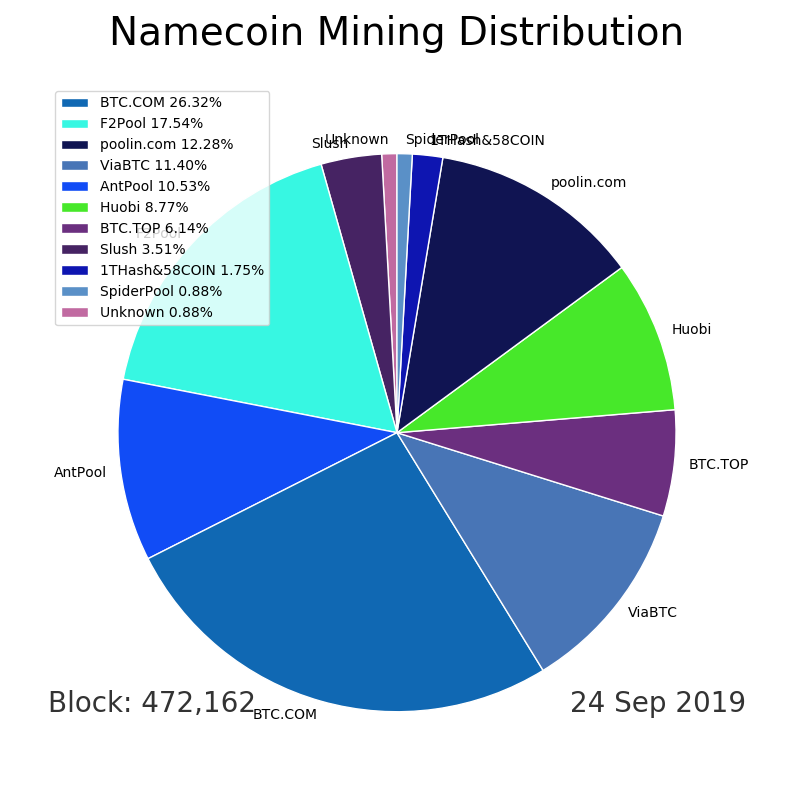 Namecoin Mining Distribution
BTC.COM 26.32%
F2Pool 17.54%
poolin.com 12.28%
ViaBTC 11.40%
AntPool 10.53%
Huobi 8.77%
BTC.TOP 6.14%
Slush 3.51%
1THash&58COIN 1.75%
SpiderPool 0.88%
Unknown 0.88%
Slush
Unknown
SpiderPool
1THash&58COIN
poolin.com
F2Pool
Huobi
BTC.TOP
AntPool
ViaBTC
BTC.COM
Block: 472,162
24 Sep 2019